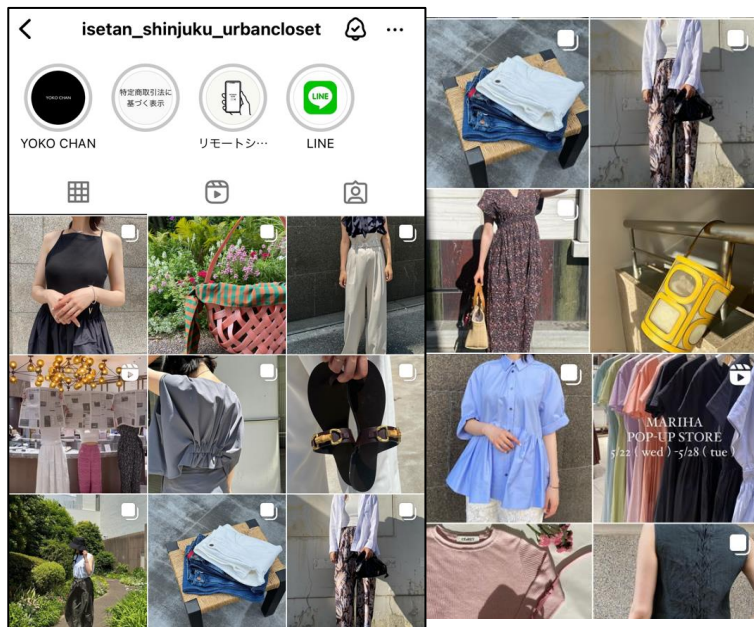 isetan_shinjuku_urbancloset
YOKO CHAN
特定商取引法に
基づく表示
LINE
YOKO CHAN
リモートシ…
LINE
MARIHA
POP-UP STORE
5/22 ( wed ) -5/28 ( tue )